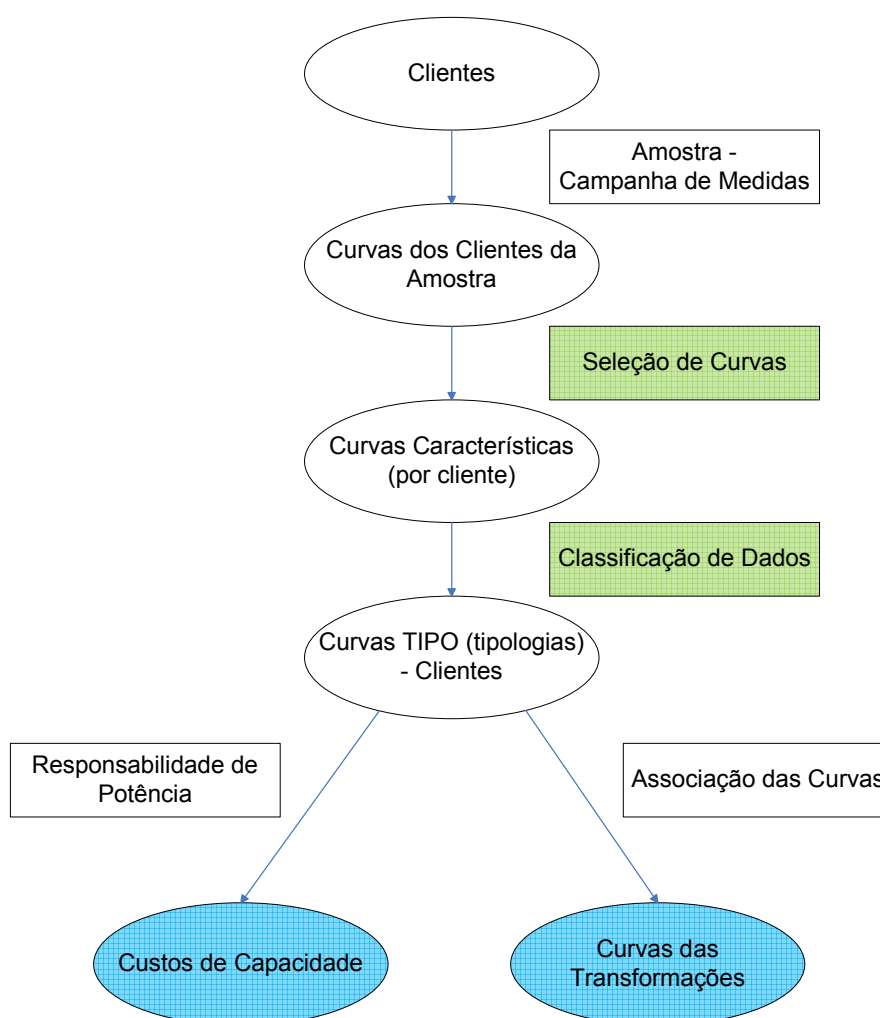 Clientes
Amostra -
Campanha de Medidas
Curvas dos Clientes da
Amostra
Seleção de Curvas
Curvas Características
(por cliente)
Classificação de Dados
Curvas TIPO (tipologias)
- Clientes
Responsabilidade de
Potência
Associação das Curvas
Custos de Capacidade
Curvas das
Transformações